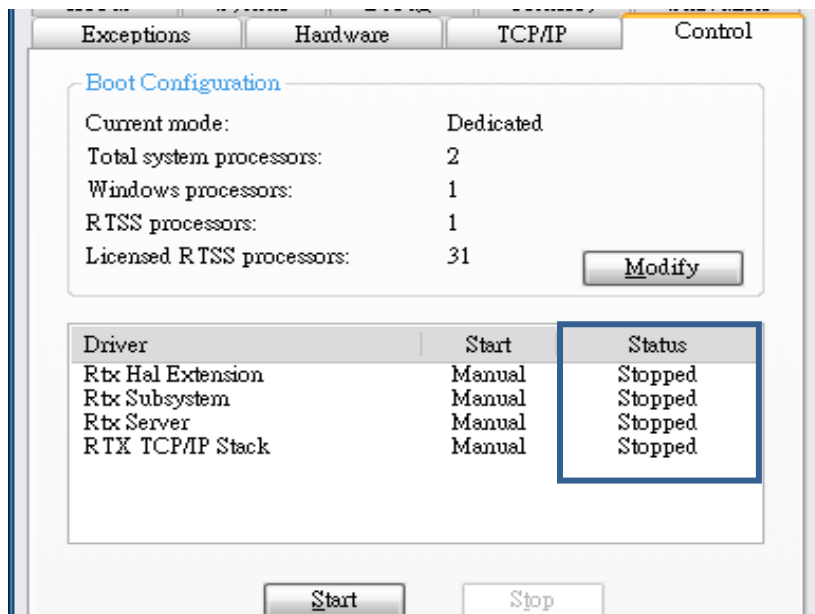 Exceptions Hardware TCP/IP Control
Boot Configuration
Current mode: Dedicated
Total system processors: 2
Windows processors: 1
RTSS processors: 1
Licensed RTSS processors: 31
Modify
Driver Start Status
Rtx Hal Extension Manual Stopped
Rtx Subsystem Manual Stopped
Rtx Server Manual Stopped
RTX TCP/IP Stack Manual Stopped
Start Stop